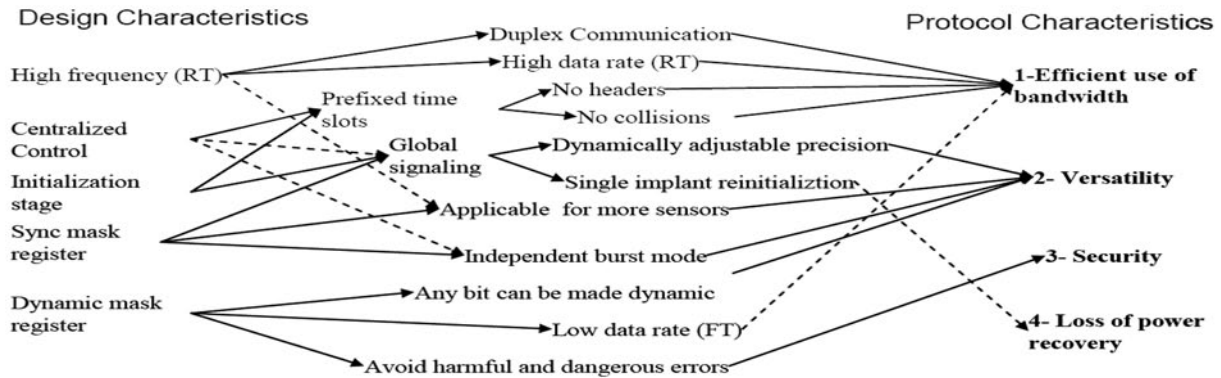 Design Characteristics
Protocol Characteristics
High frequency (RT)
Centralized
Control
Initialization
stage
Sync mask
register
Dynamic mask
register
Duplex Communication
High data rate (RT)
No headers
Prefixed time
slots
No collisions
Global
signaling
Dynamically adjustable precision
Single implant reinitializtion
Applicable for more sensors
Independent burst mode
Any bit can be made dynamic
Low data rate (FT)
Avoid harmful and dangerous errors
1-Efficient use of
bandwidth
2- Versatility
3- Security
4- Loss of power
recovery